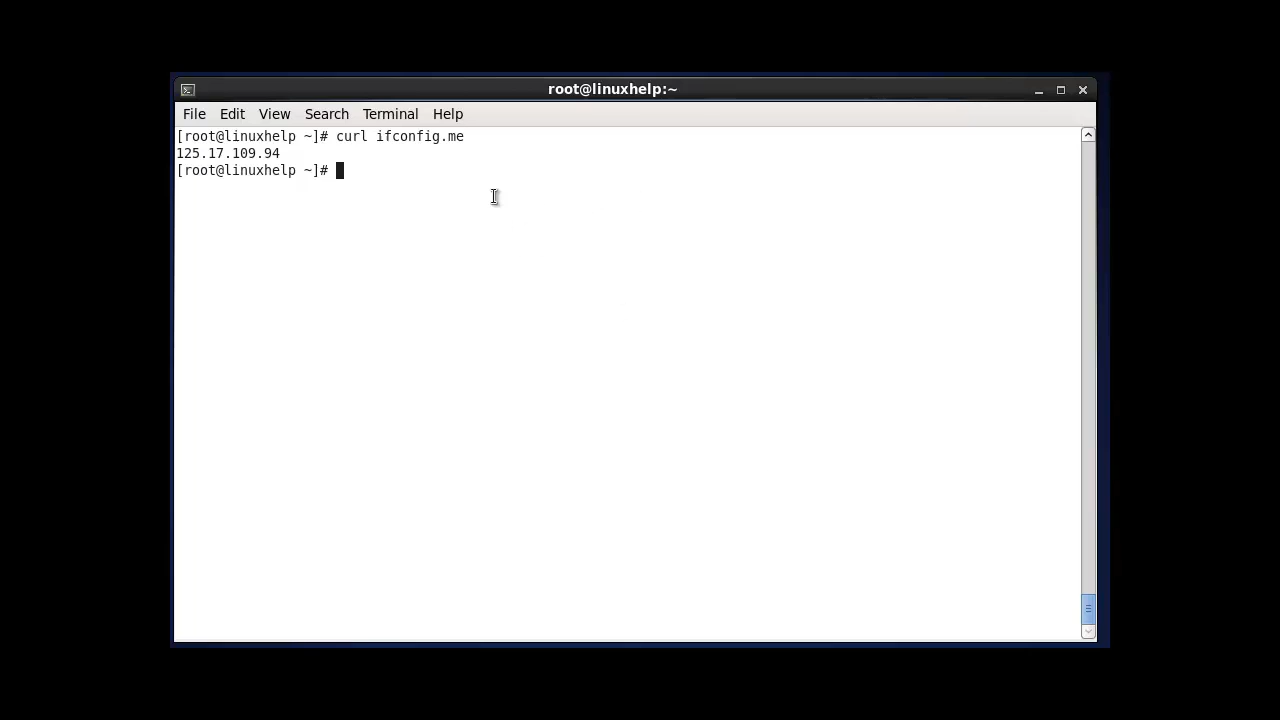 root@linuxhelp:~
File Edit View Search Terminal Help
[root@linuxhelp ~]# curl ifconfig.me
125.17.109.94
[root@linuxhelp ~]#